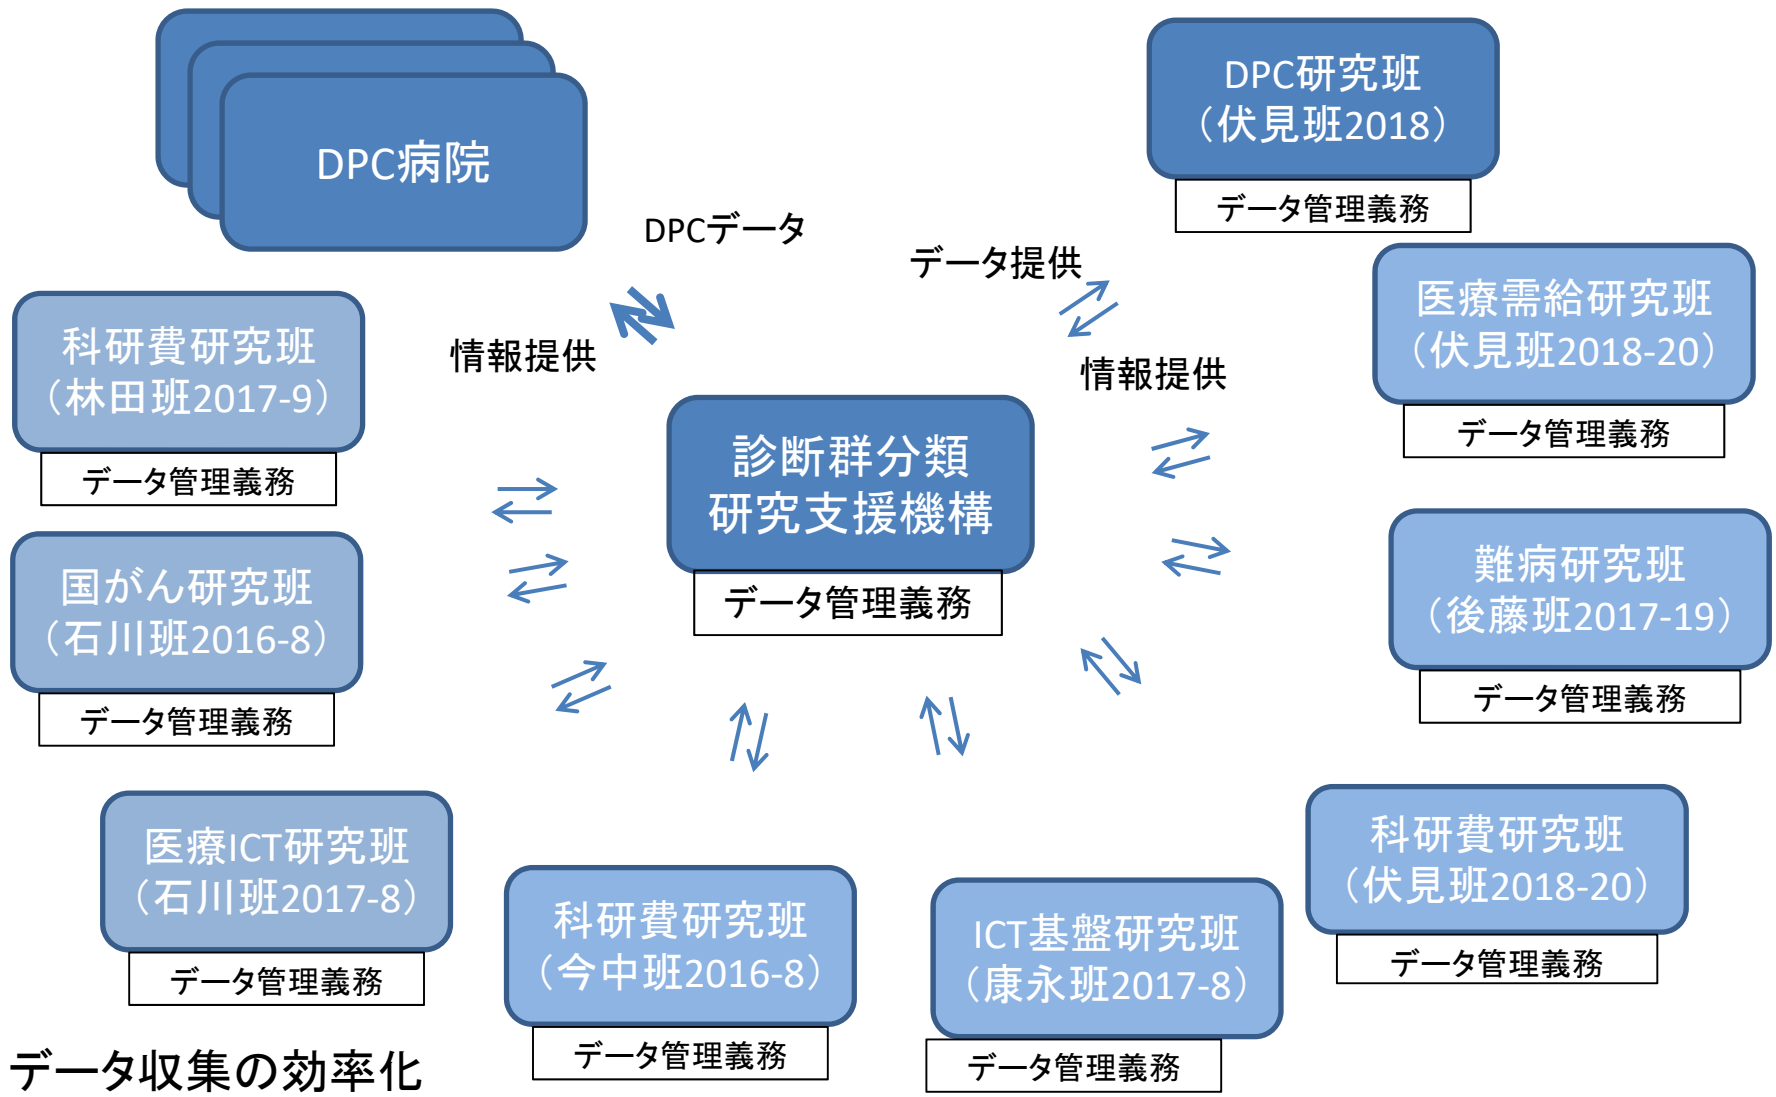 DPC病院
DPC研究班
（伏見班2018）
データ管理義務
DPCデータ
データ提供
情報提供
情報提供
科研費研究班
（林田班2017-9）
データ管理義務
医療需給研究班
（伏見班2018-20）
データ管理義務
診断群分類
研究支援機構
データ管理義務
国がん研究班
（石川班2016-8）
データ管理義務
難病研究班
（後藤班2017-19）
データ管理義務
医療ICT研究班
（石川班2017-8）
データ管理義務
科研費研究班
（今中班2016-8）
データ管理義務
ICT基盤研究班
（康永班2017-8）
データ管理義務
科研費研究班
（伏見班2018-20）
データ管理義務
データ収集の効率化